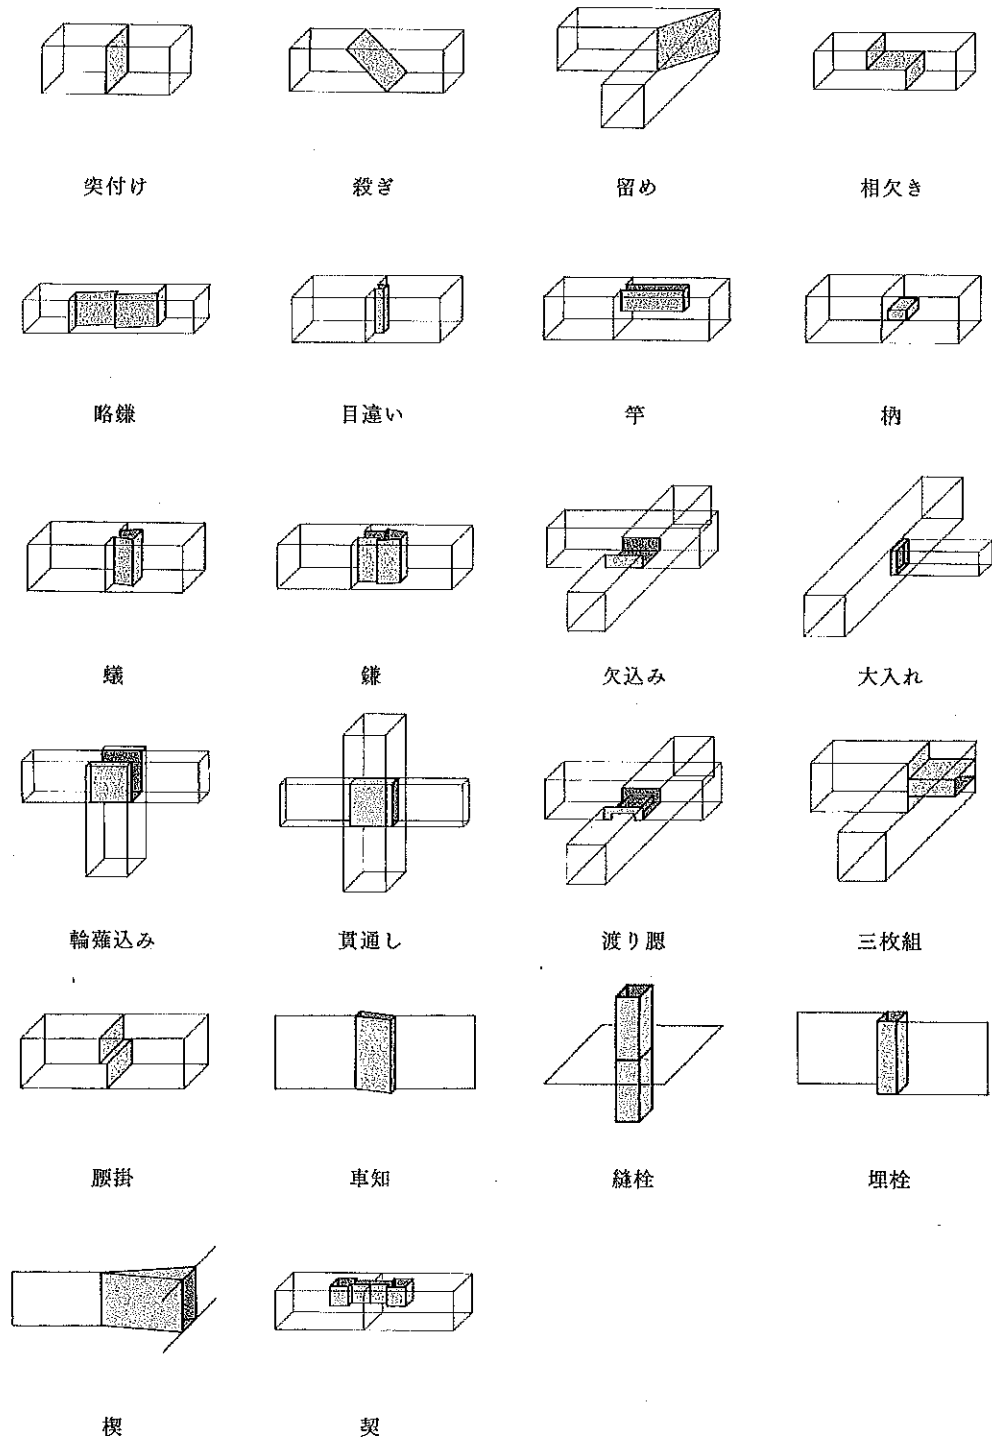 突付け 殺ぎ 留め 相欠き
略鎌 目違い 竿 枘
蟻 鎌 欠込み 大入れ
輪薙込み 貫通し 渡り腮 三枚組
腰掛 車知 縫栓 埋栓
楔 契